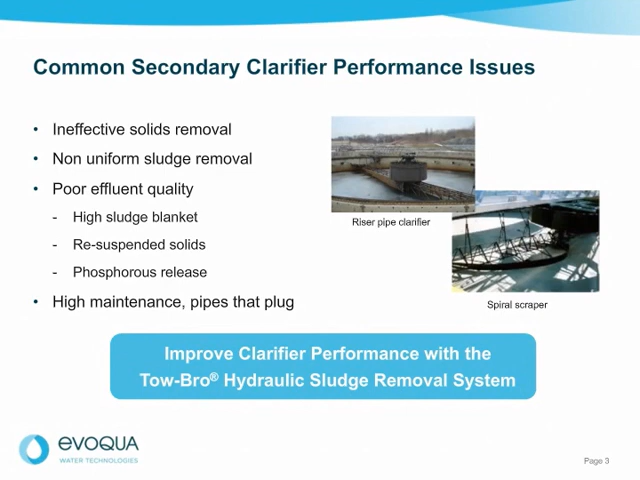 Common Secondary Clarifier Performance Issues
• Ineffective solids removal
• Non uniform sludge removal
• Poor effluent quality
- High sludge blanket
- Re-suspended solids
- Phosphorous release
• High maintenance, pipes that plug
Riser pipe clarifier
Spiral scraper
Improve Clarifier Performance with the
Tow-Bro® Hydraulic Sludge Removal System
evoqua
WATER TECHNOLOGIES
Page 3